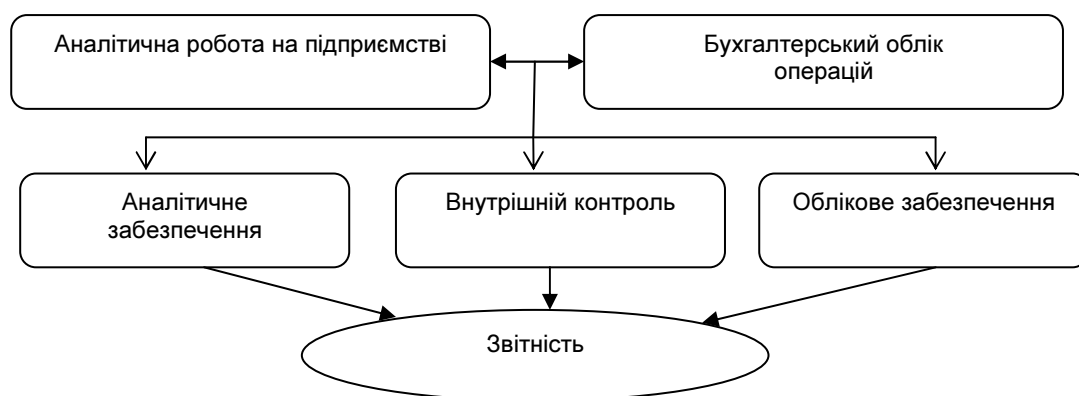 Аналітична робота на підприємстві
Бухгалтерський облік
операцій
Аналітичне
забезпечення
Внутрішній контроль
Облікове забезпечення
Звітність